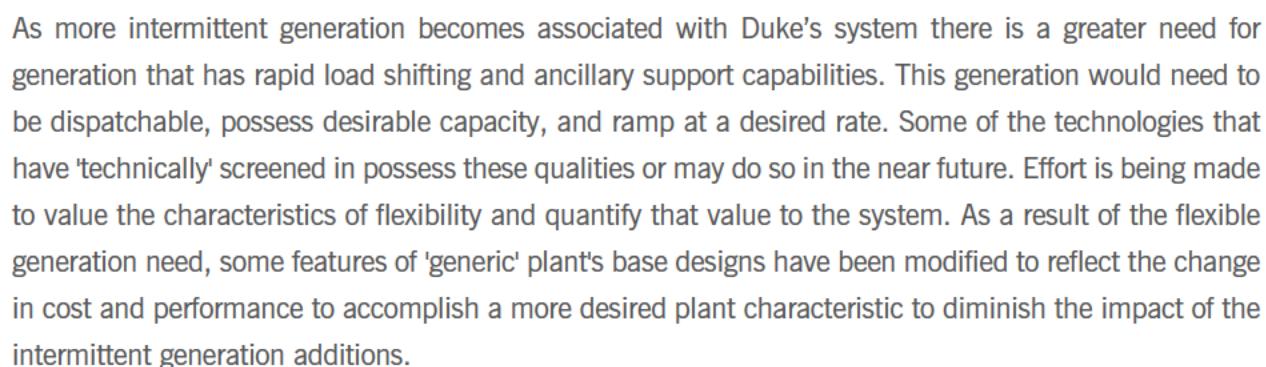 As more intermittent generation becomes associated with Duke’s system there is a greater need for
generation that has rapid load shifting and ancillary support capabilities. This generation would need to
be dispatchable, possess desirable capacity, and ramp at a desired rate. Some of the technologies that
have 'technically' screened in possess these qualities or may do so in the near future. Effort is being made
to value the characteristics of flexibility and quantify that value to the system. As a result of the flexible
generation need, some features of 'generic' plant's base designs have been modified to reflect the change
in cost and performance to accomplish a more desired plant characteristic to diminish the impact of the
intermittent generation additions.